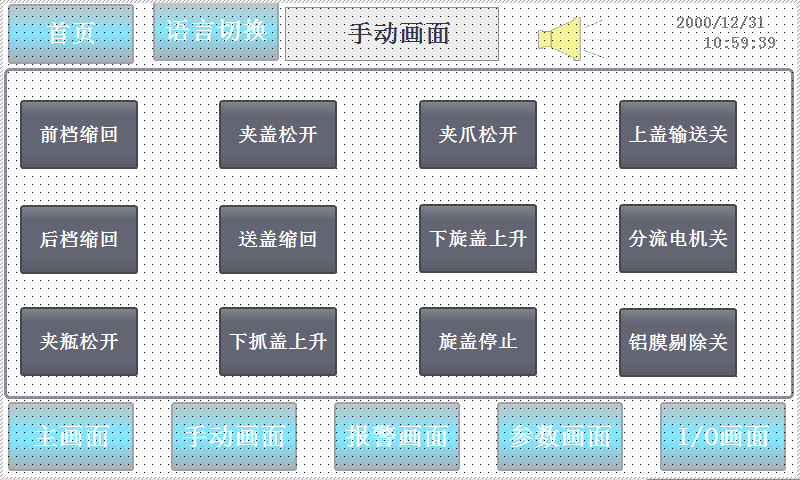 首页
语言切换
手动画面
2000/12/31
10:59:39
前档缩回
夹盖松开
夹爪松开
上盖输送关
后档缩回
送盖缩回
下旋盖上升
分流电机关
夹瓶松开
下抓盖上升
旋盖停止
铝膜剔除关
主画面
手动画面
报警画面
参数画面
I/O画面